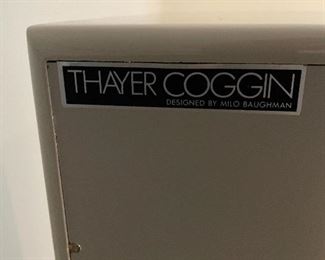 THAYER COGGIN
DESIGNED BY MILO BAUGHMAN